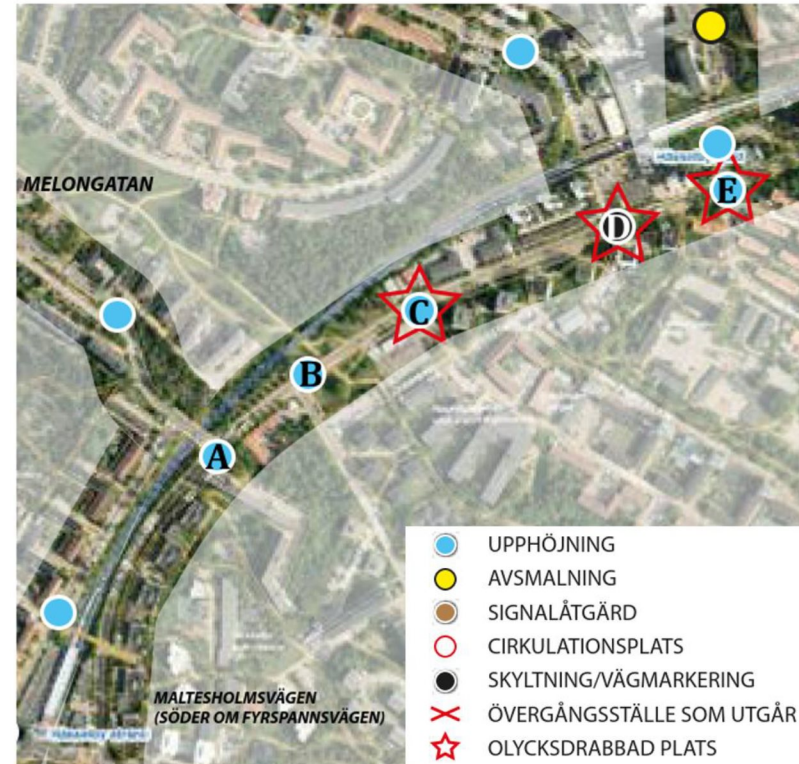 MELONGATAN
E
D
C
B
A
MALTESHOLMSVÄGEN
(SÖDER OM FYRSPANNSVÄGEN)
UPPHÖJNING
AVSMALNING
SIGNALÅTGÄRD
CIRKULATIONSPLATS
SKYLTNING/VÄGMARKERING
ÖVERGÅNGSSTÄLLE SOM UTGÅR
OLYCKSDRABBAD PLATS